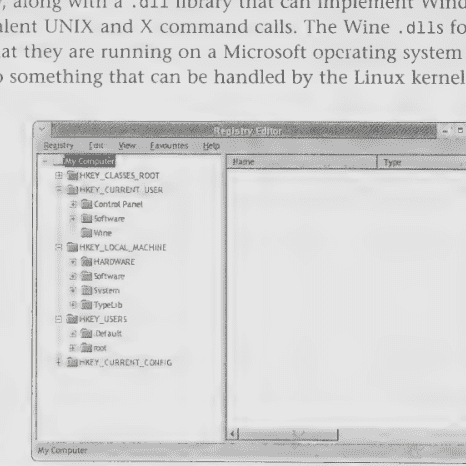 , along with a .dll library that can implement Wind
alent UNIX and X command calls. The Wine .dlls fo
at they are running on a Microsoft operating system
o something that can be handled by the Linux kernel
Registry Editor
Registry Edit View Favourites Help
My Computer
HKEY_CLASSES_ROOT
HKEY_CURRENT_USER
Control Panel
Software
Wine
HKEY_LOCAL_MACHINE
HARDWARE
Software
System
TypeLib
HKEY_USERS
.Default
root
HKEY_CURRENT_CONFIG
Name Type
My Computer